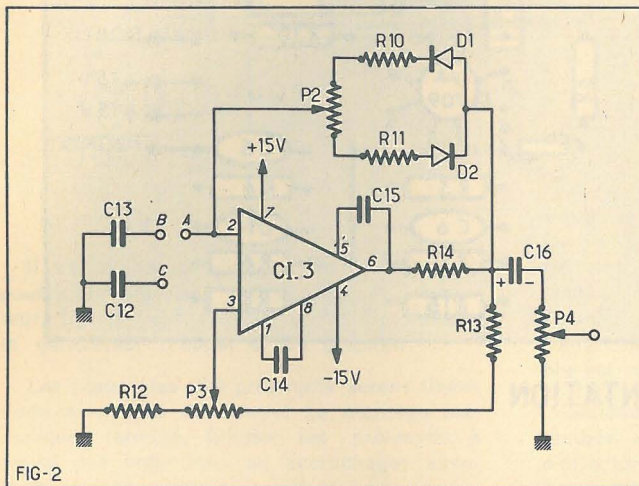 R10
D1
P2
R11
D2
+15V
C13
B
A
C12
C
2
7
C15
5
CI.3
6
R14
C16
+
-
3
1
8
4
C14
-15V
R13
P4
R12
P3
FIG-2
NTATION